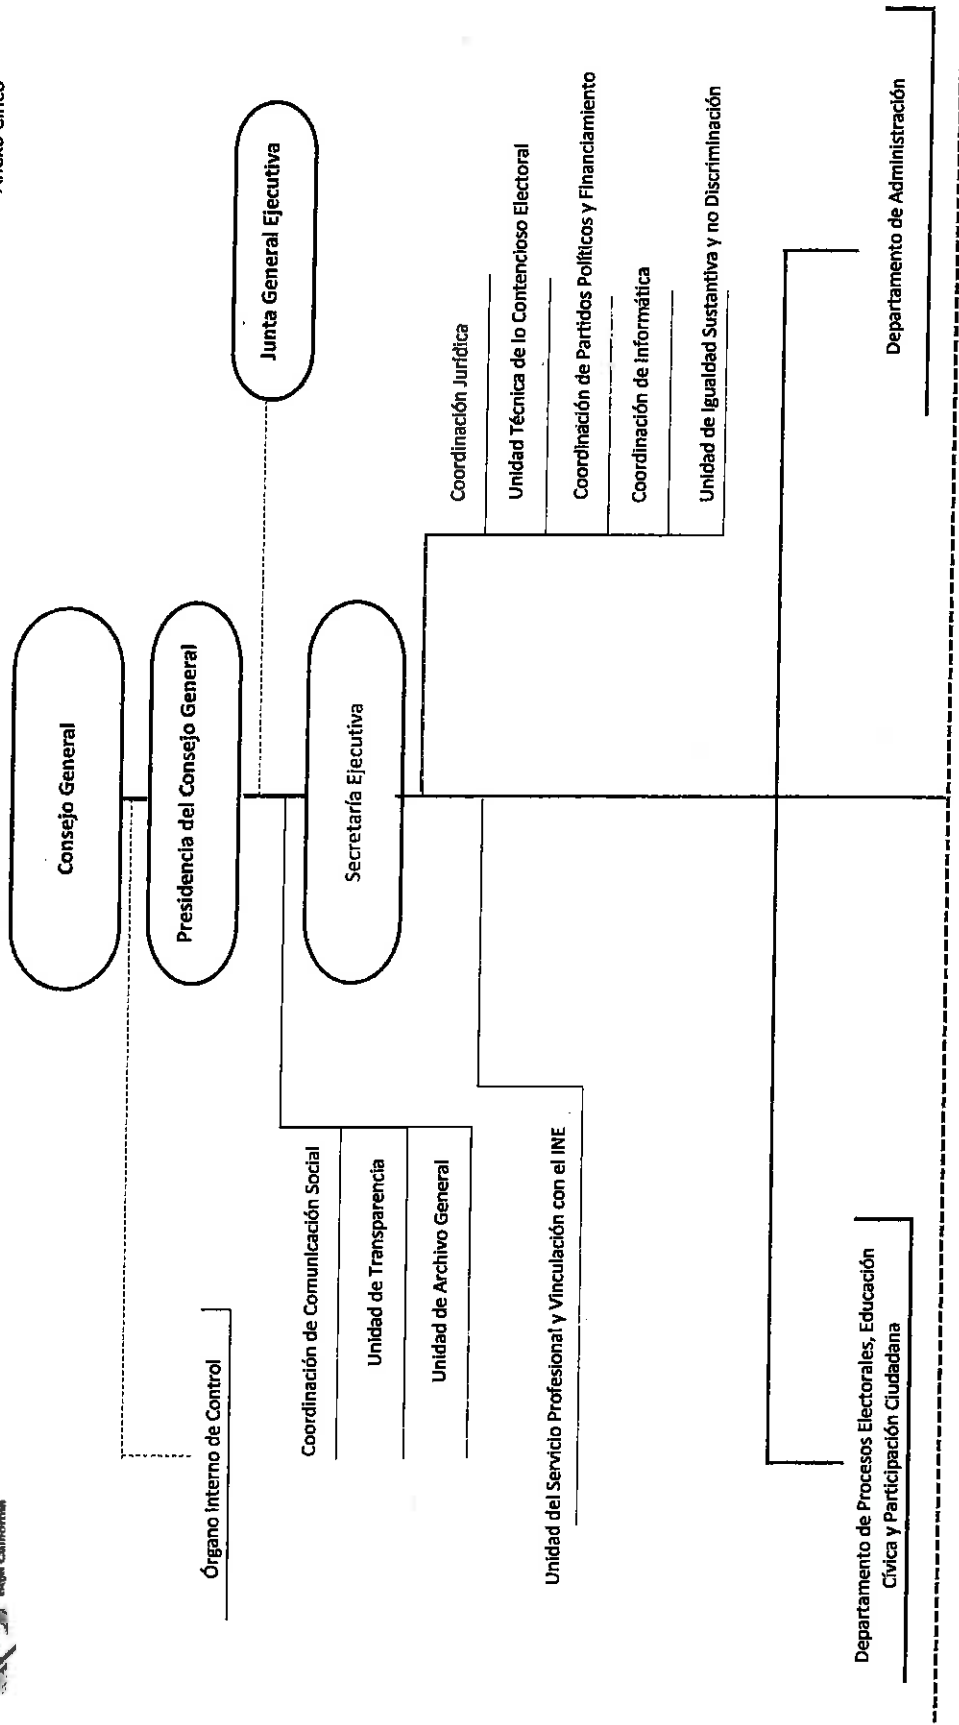 Consejo General
Presidencia del Consejo General
Junta General Ejecutiva
Secretaría Ejecutiva
Órgano Interno de Control
Coordinación de Comunicación Social
Unidad de Transparencia
Unidad de Archivo General
Coordinación Jurídica
Unidad Técnica de lo Contencioso Electoral
Coordinación de Partidos Políticos y Financiamiento
Coordinación de Informática
Unidad de Igualdad Sustantiva y no Discriminación
Unidad del Servicio Profesional y Vinculación con el INE
Departamento de Procesos Electorales, Educación
Cívica y Participación Ciudadana
Departamento de Administración